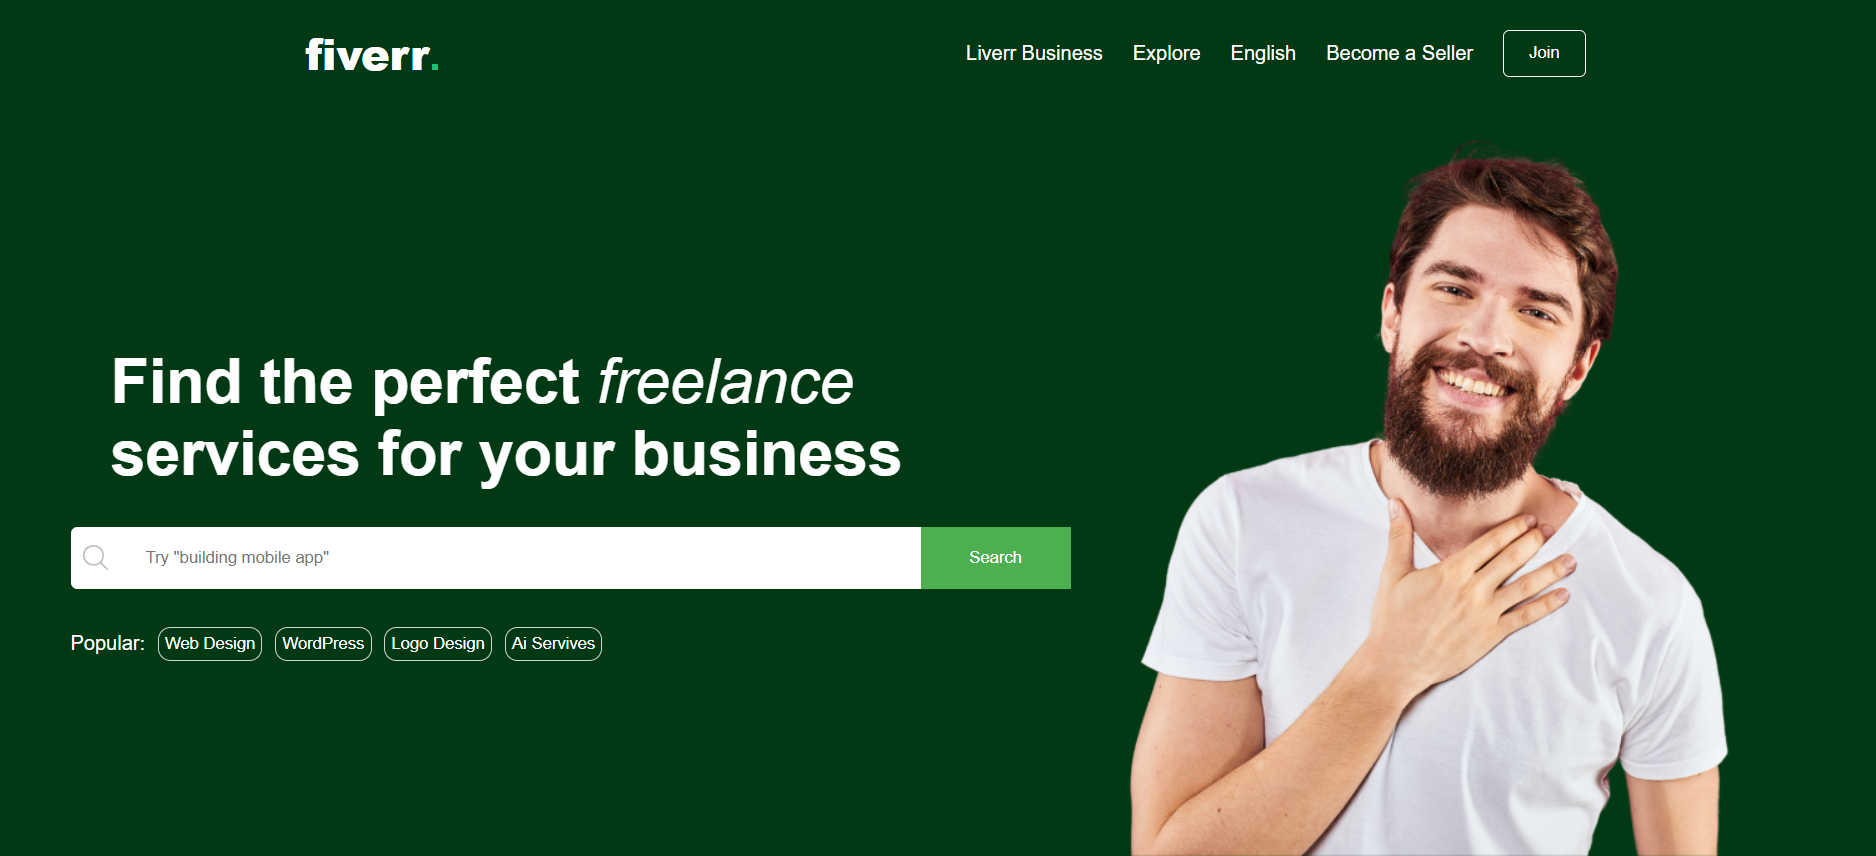 fiverr.
Liverr Business
Explore
English
Become a Seller
Join
Find the perfect freelance
services for your business
Try "building mobile app"
Search
Popular:
Web Design
WordPress
Logo Design
Ai Servives